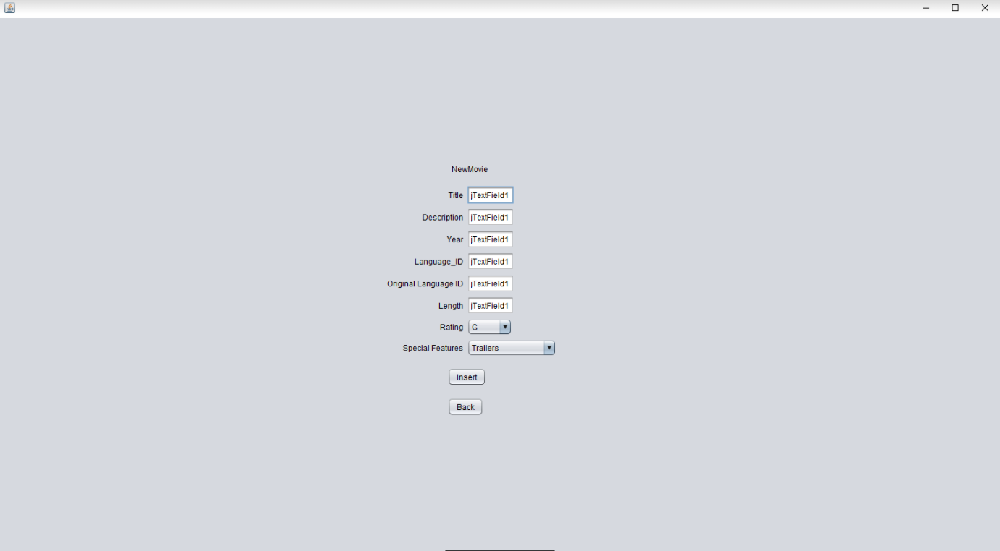 NewMovie
Title jTextField1
Description jTextField1
Year jTextField1
Language_ID jTextField1
Original Language ID jTextField1
Length jTextField1
Rating G
Special Features Trailers
Insert
Back